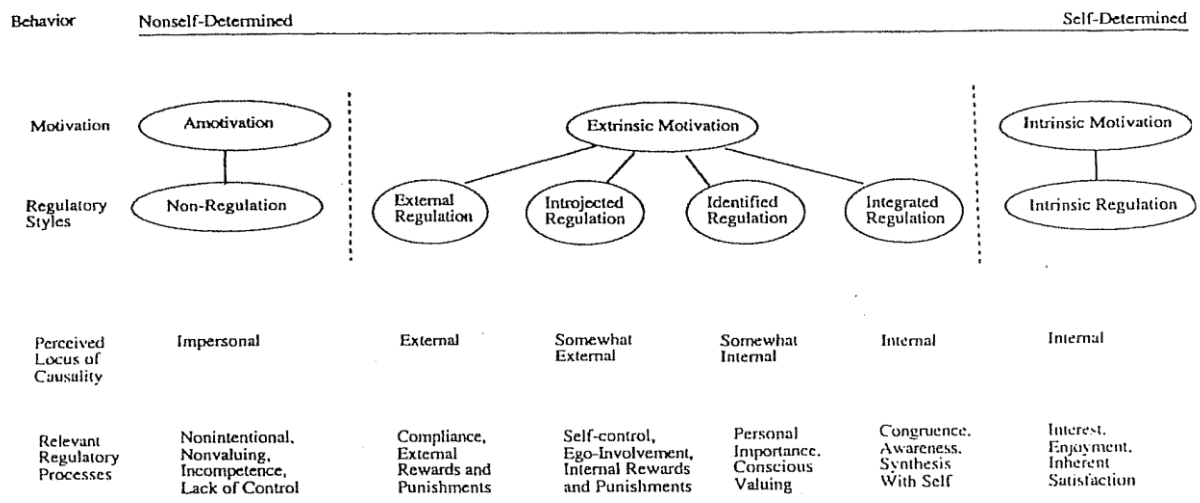 Behavior Nonself-Determined Self-Determined
Motivation Amotivation Extrinsic Motivation Intrinsic Motivation
Regulatory
Styles
Non-Regulation
External
Regulation
Introjected
Regulation
Identified
Regulation
Integrated
Regulation
Intrinsic Regulation
Perceived
Locus of
Causality
Impersonal
External
Somewhat
External
Somewhat
Internal
Internal
Internal
Relevant
Regulatory
Processes
Nonintentional,
Nonvaluing,
Incompetence,
Lack of Control
Compliance,
External
Rewards and
Punishments
Self-control,
Ego-Involvement,
Internal Rewards
and Punishments
Personal
Importance,
Conscious
Valuing
Congruence,
Awareness,
Synthesis
With Self
Interest,
Enjoyment,
Inherent
Satisfaction